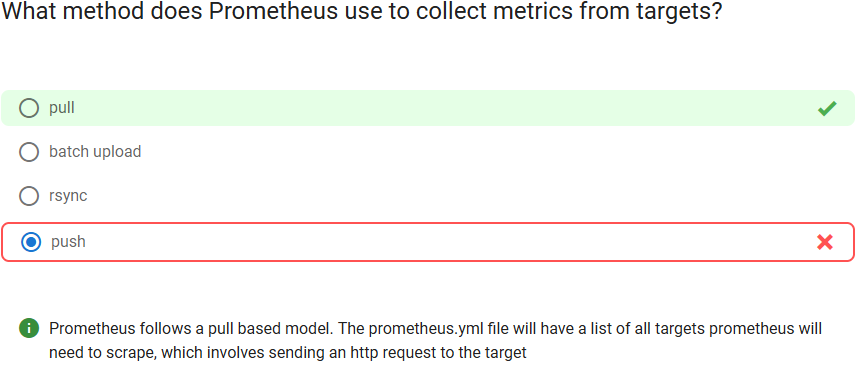 What method does Prometheus use to collect metrics from targets?
pull
batch upload
rsync
push
Prometheus follows a pull based model. The prometheus.yml file will have a list of all targets prometheus will
need to scrape, which involves sending an http request to the target